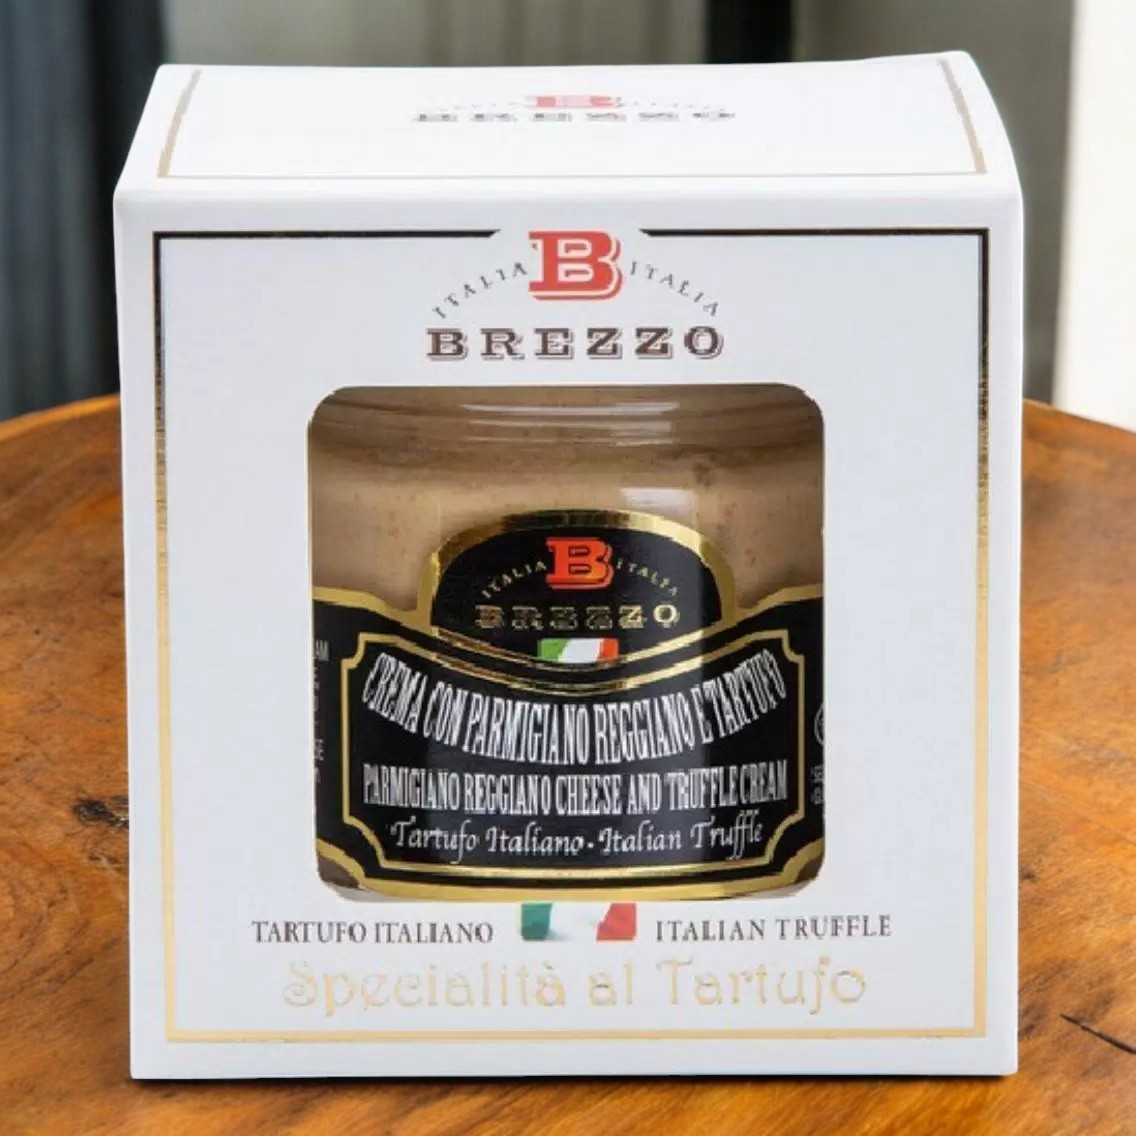 BREZZO
B
ITALIA ITALIA
BREZZO
B
ITALIA ITALIA
BREZZO
CREMA CON PARMIGIANO REGGIANO E TARTUFO
PARMIGIANO REGGIANO CHEESE AND TRUFFLE CREAM
Tartufo Italiano · Italian Truffle
TARTUFO ITALIANO ITALIAN TRUFFLE
Specialità al Tartufo